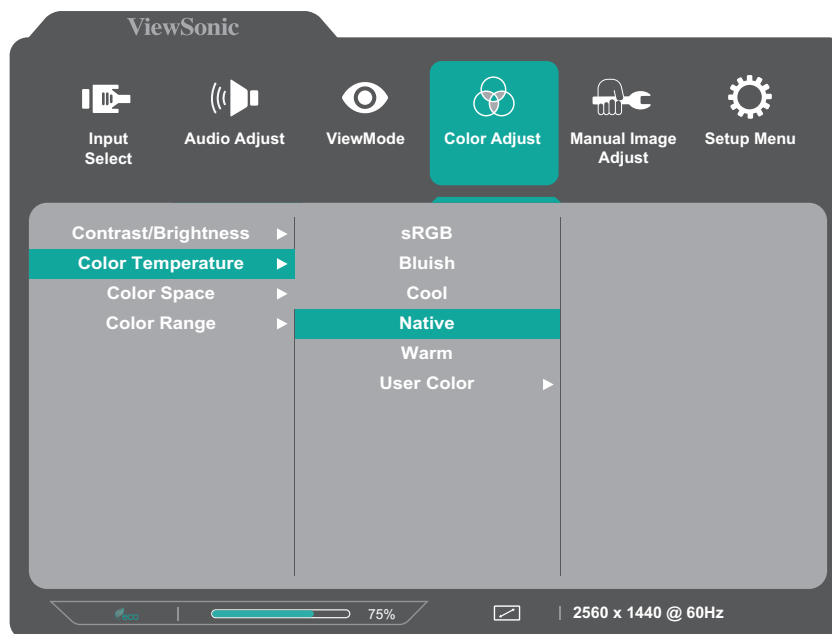 ViewSonic
Input
Select
Audio Adjust
ViewMode
Color Adjust
Manual Image
Adjust
Setup Menu
Contrast/Brightness
Color Temperature
Color Space
Color Range
sRGB
Bluish
Cool
Native
Warm
User Color
eco
75%
2560 x 1440 @ 60Hz